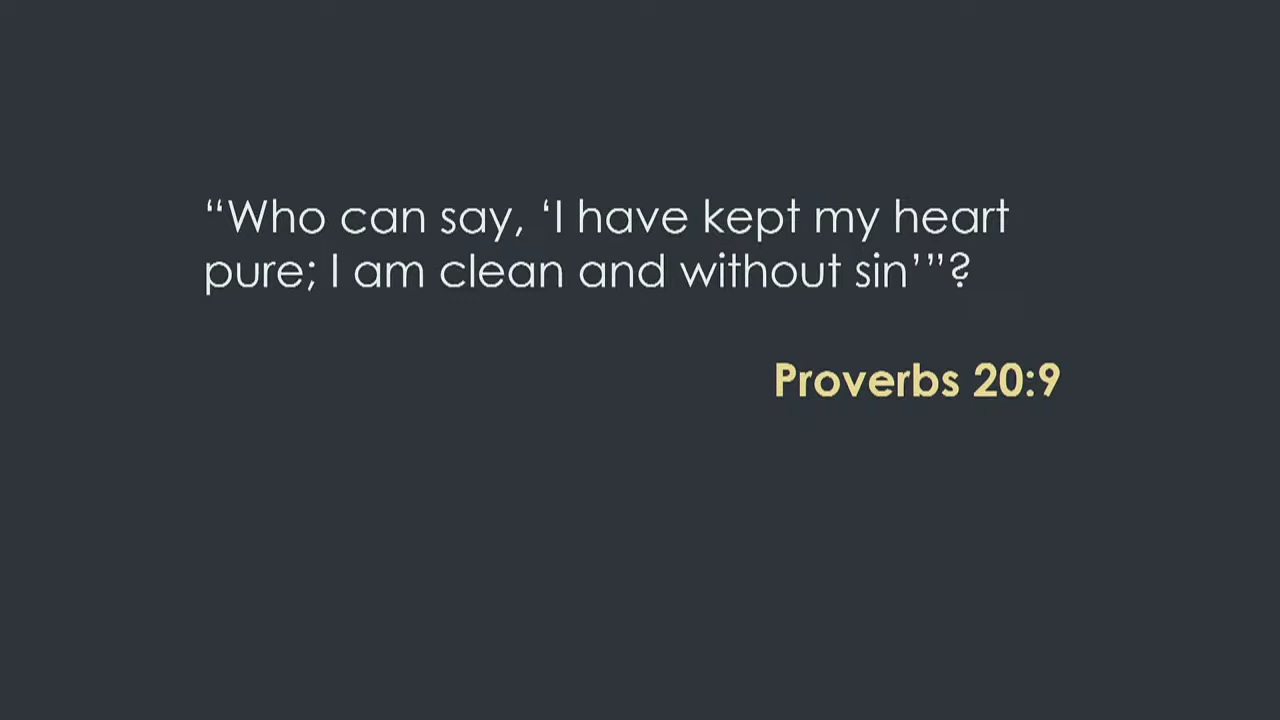 “Who can say, ‘I have kept my heart
pure; I am clean and without sin’”?
Proverbs 20:9